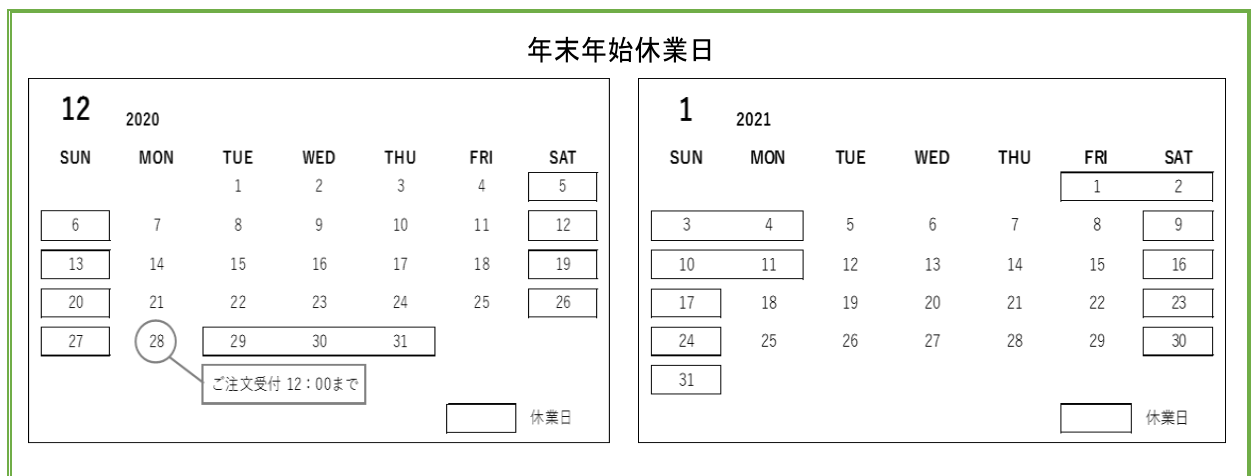 年末年始休業日
12 2020
SUN MON TUE WED THU FRI SAT
1 2 3 4 5
6 7 8 9 10 11 12
13 14 15 16 17 18 19
20 21 22 23 24 25 26
27 28 29 30 31
ご注文受付 12：00まで
休業日
1 2021
SUN MON TUE WED THU FRI SAT
1 2
3 4 5 6 7 8 9
10 11 12 13 14 15 16
17 18 19 20 21 22 23
24 25 26 27 28 29 30
31
休業日